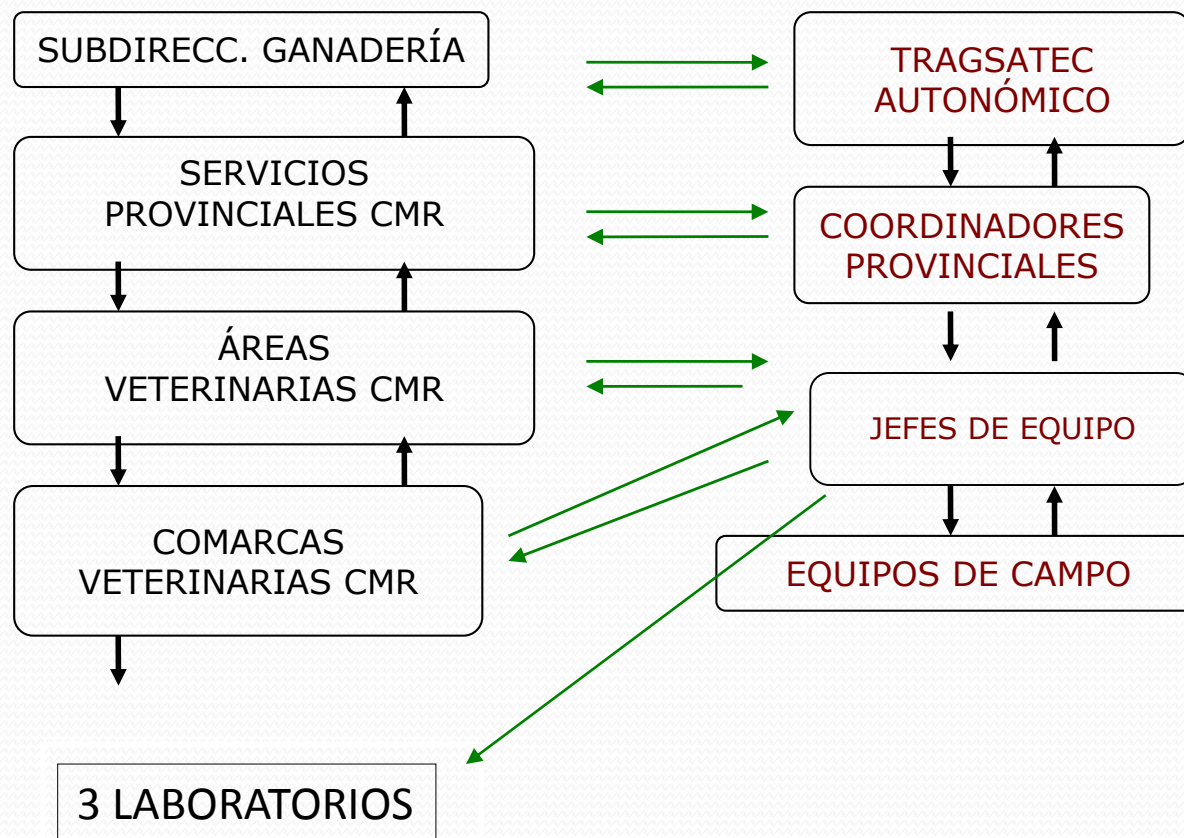 SUBDIRECC. GANADERÍA
SERVICIOS
PROVINCIALES CMR
ÁREAS
VETERINARIAS CMR
COMARCAS
VETERINARIAS CMR
3 LABORATORIOS
TRAGSATEC
AUTONÓMICO
COORDINADORES
PROVINCIALES
JEFES DE EQUIPO
EQUIPOS DE CAMPO